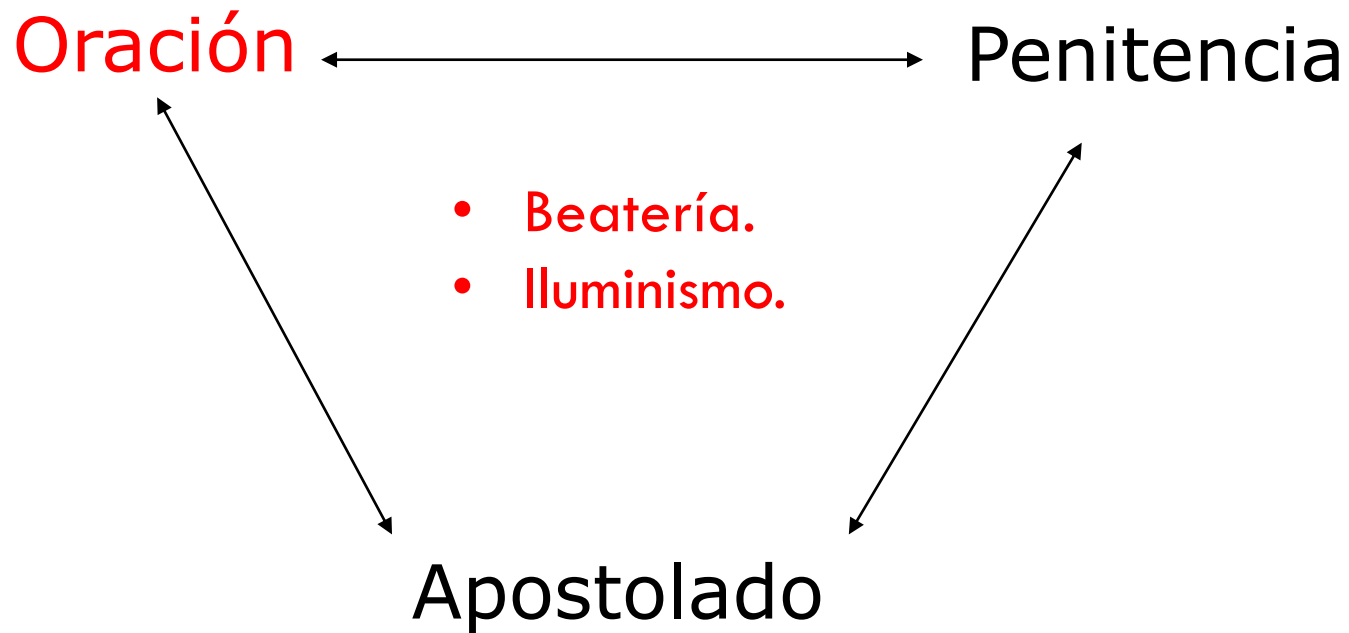 Oración
Penitencia
• Beatería.
• Iluminismo.
Apostolado